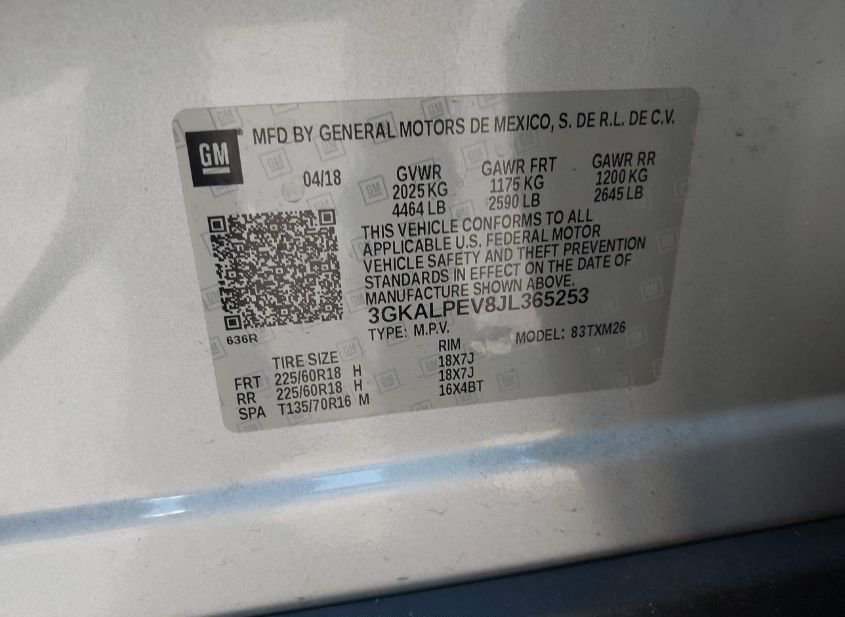 GM
MFD BY GENERAL MOTORS DE MEXICO, S. DE R.L. DE C.V.
04/18
GVWR GAWR FRT GAWR RR
2025 KG 1175 KG 1200 KG
4464 LB 2590 LB 2645 LB
THIS VEHICLE CONFORMS TO ALL
APPLICABLE U.S. FEDERAL MOTOR
VEHICLE SAFETY AND THEFT PREVENTION
STANDARDS IN EFFECT ON THE DATE OF
MANUFACTURE SHOWN ABOVE.
3GKALPEV8JL365253
636R
TYPE: M.P.V. MODEL: 83TXM26
TIRE SIZE RIM
FRT 225/60R18 H 18X7J
RR 225/60R18 H 18X7J
SPA T135/70R16 M 16X4BT